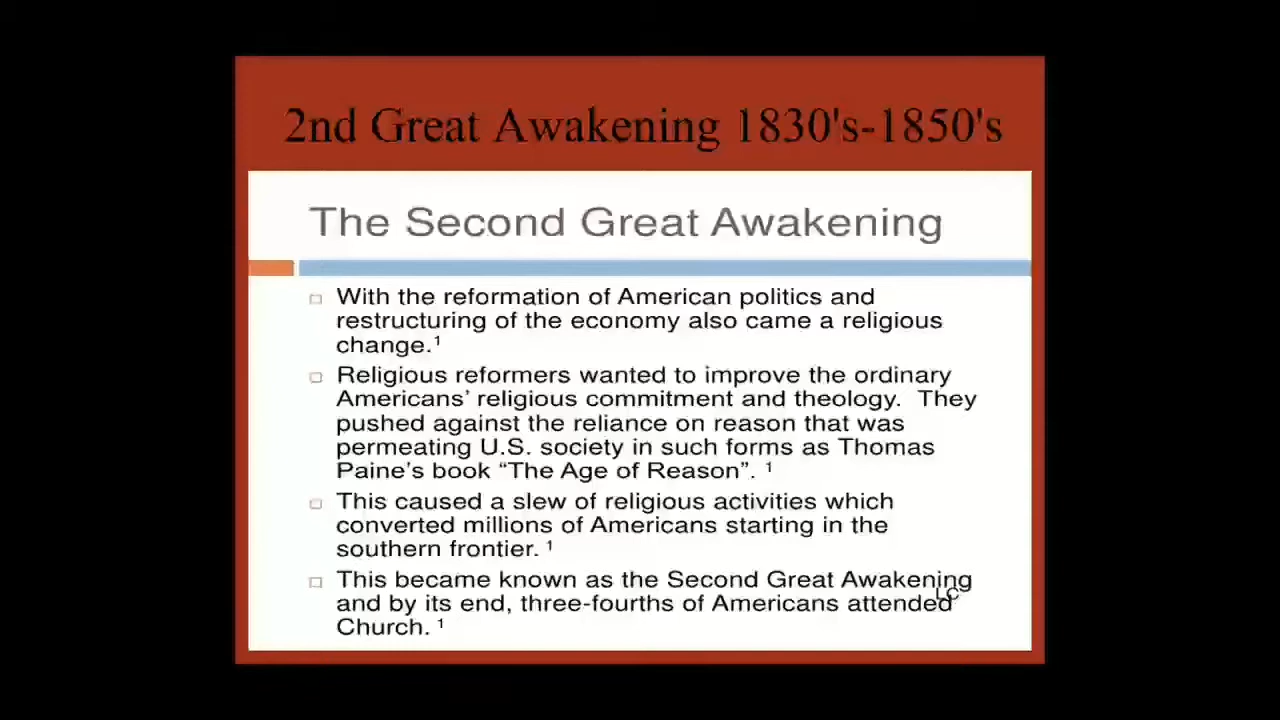 2nd Great Awakening 1830's-1850's
The Second Great Awakening
With the reformation of American politics and
restructuring of the economy also came a religious
change.¹
Religious reformers wanted to improve the ordinary
Americans’ religious commitment and theology. They
pushed against the reliance on reason that was
permeating U.S. society in such forms as Thomas
Paine’s book “The Age of Reason”. ¹
This caused a slew of religious activities which
converted millions of Americans starting in the
southern frontier. ¹
This became known as the Second Great Awakening
and by its end, three-fourths of Americans attended
Church. ¹
LC